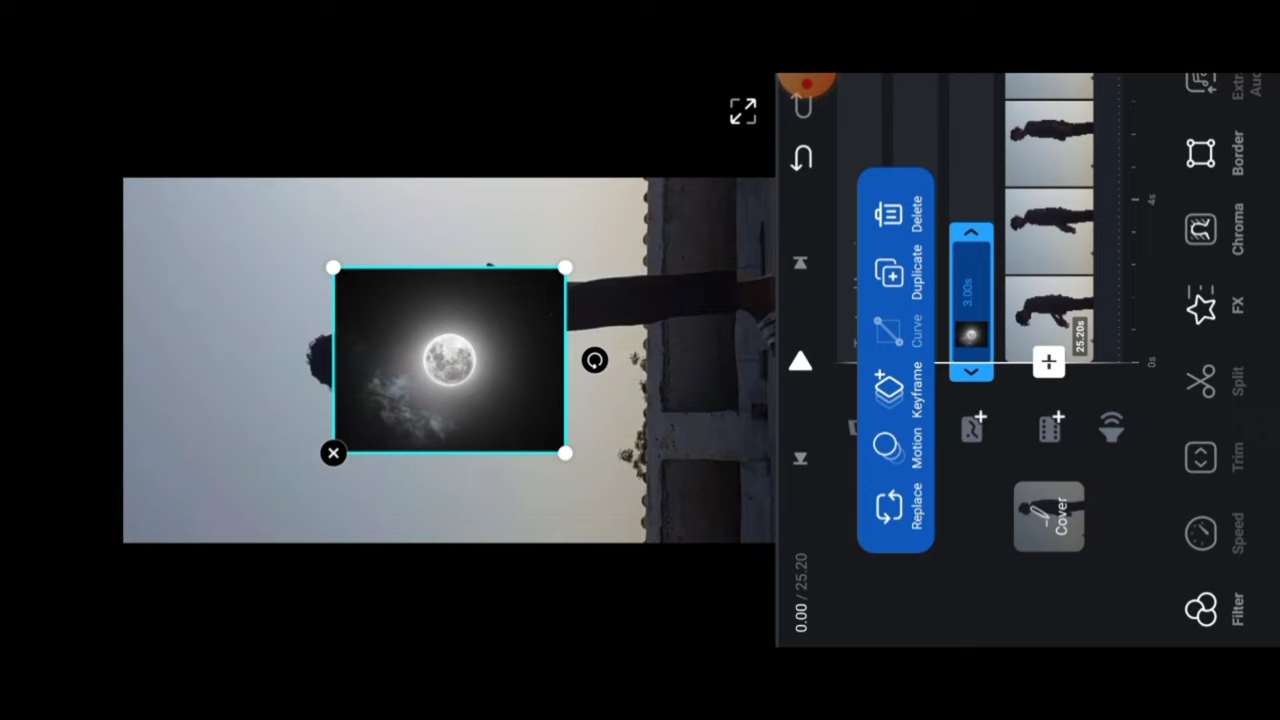 0.00 / 25.20
Replace
Motion
Keyframe
Curve
Duplicate
Delete
3.00s
Cover
25.20s
0s
4s
Filter
Speed
Trim
Split
FX
Chroma
Border